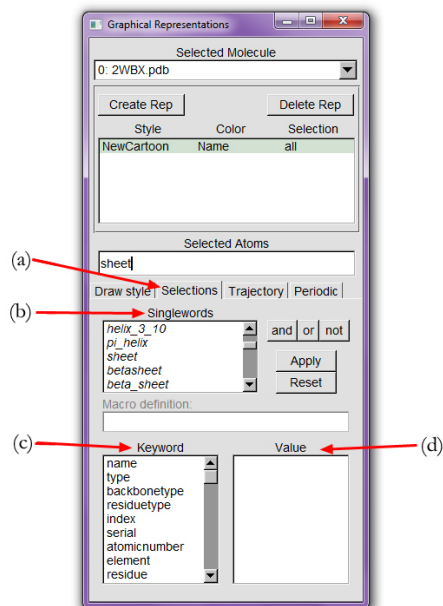 Graphical Representations
Selected Molecule
0: 2WBX.pdb
Create Rep Delete Rep
Style Color Selection
NewCartoon Name all
Selected Atoms
(a)
sheet
Draw style Selections Trajectory Periodic
(b) Singlewords
helix_3_10 and or not
pi_helix
sheet Apply
betasheet Reset
beta_sheet
Macro definition:
(c) Keyword Value (d)
name
type
backbonetype
residuetype
index
serial
atomicnumber
element
residue